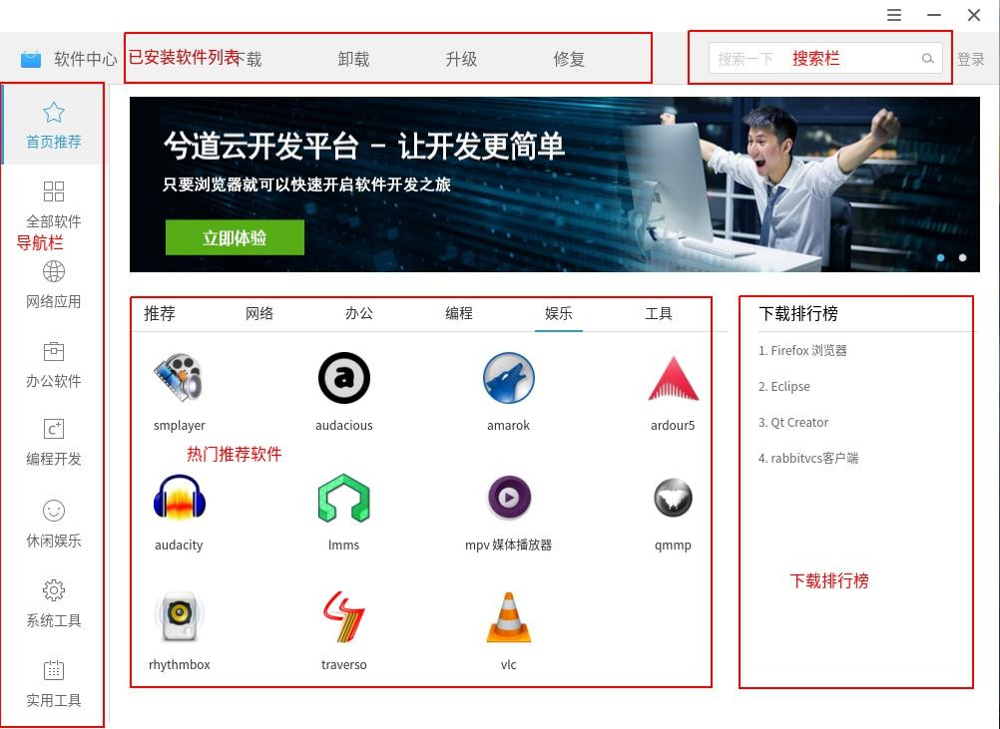 软件中心
已安装软件列表
下载
卸载
升级
修复
搜索一下
搜索栏
登录
首页推荐
全部软件
导航栏
网络应用
办公软件
编程开发
休闲娱乐
系统工具
实用工具
兮道云开发平台 - 让开发更简单
只要浏览器就可以快速开启软件开发之旅
立即体验
推荐 网络 办公 编程 娱乐 工具
smplayer audacious amarok ardour5
热门推荐软件
audacity lmms mpv 媒体播放器 qmmp
rhythmbox traverso vlc
下载排行榜
1. Firefox 浏览器
2. Eclipse
3. Qt Creator
4. rabbitvcs客户端
下载排行榜